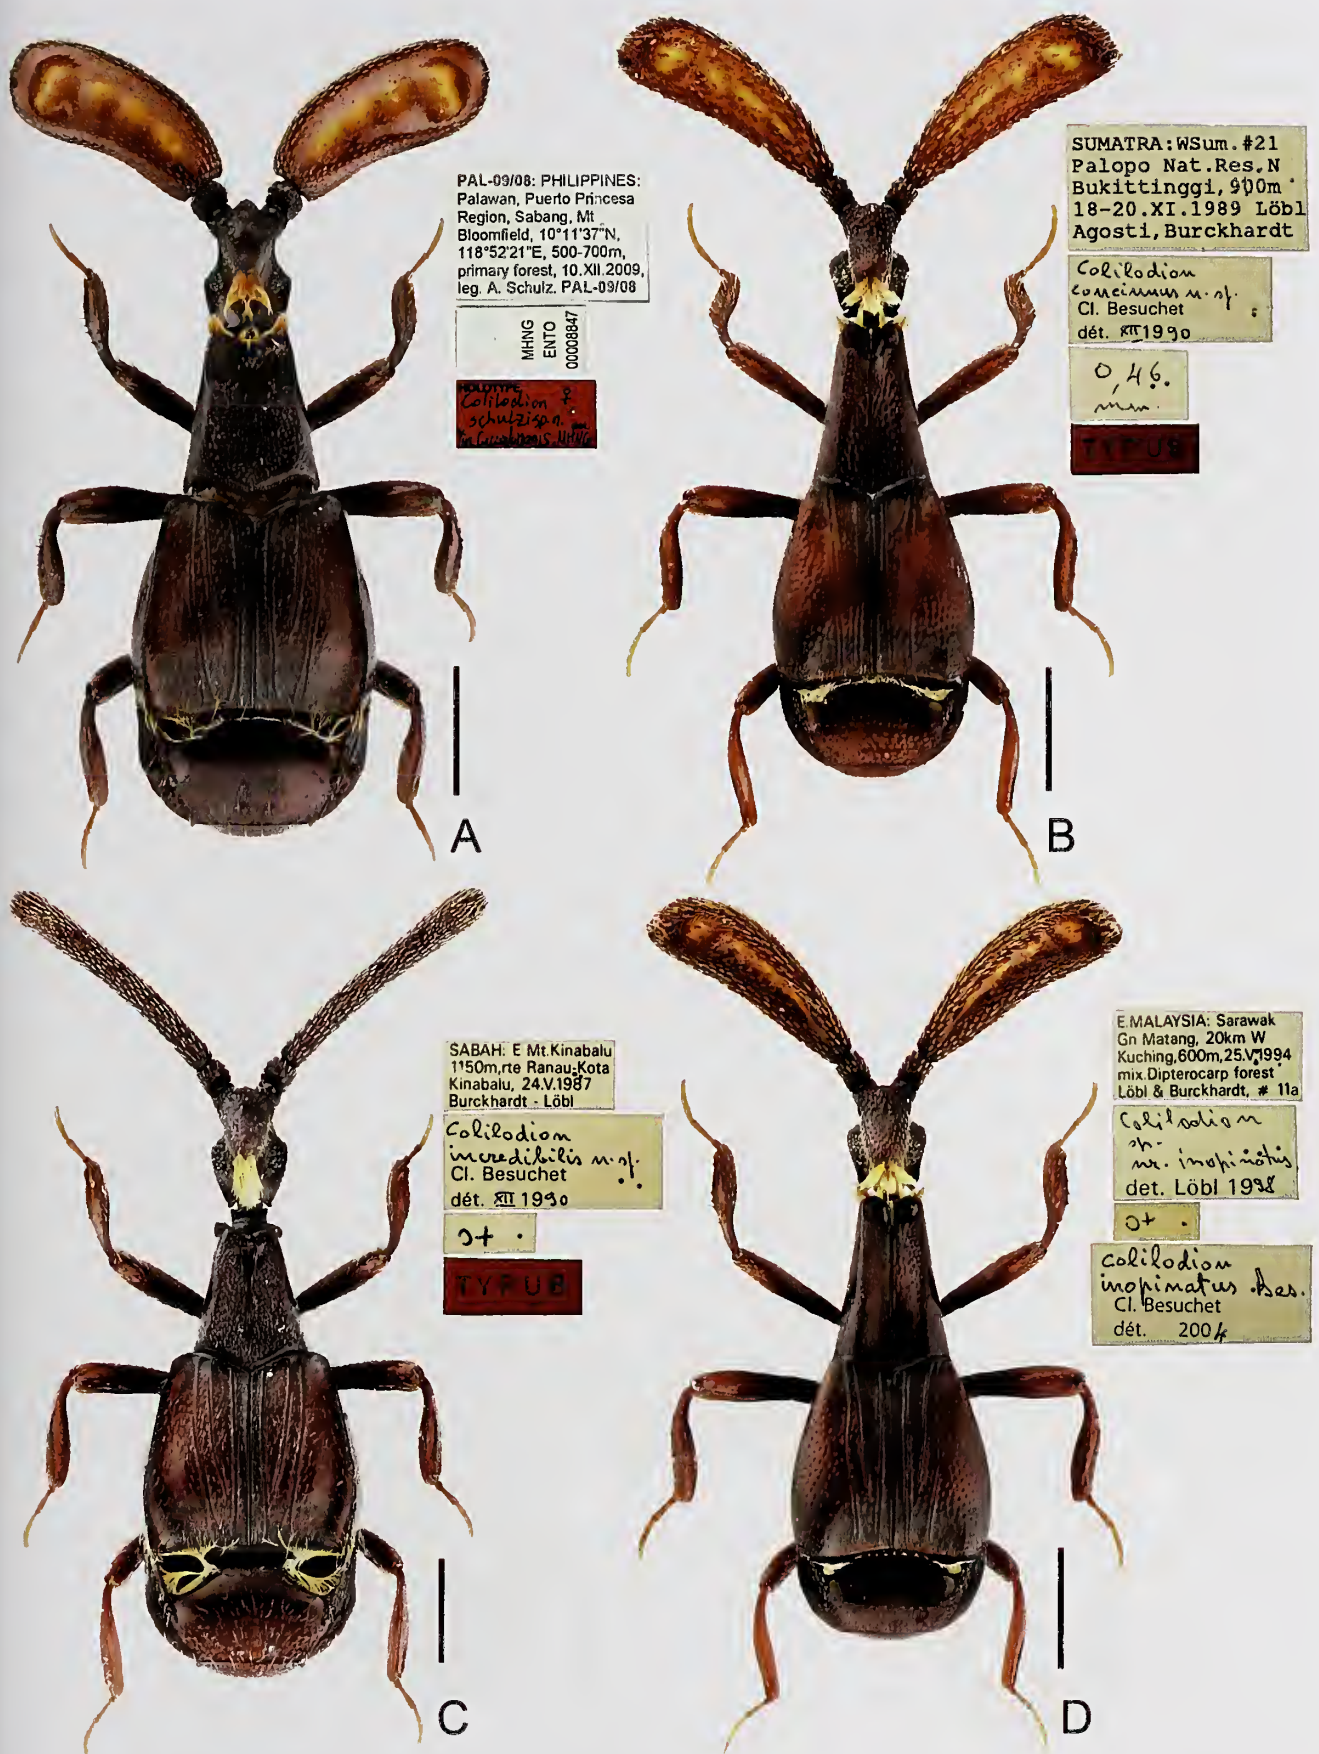 PAL-09/08: PHILIPPINES:
Palawan, Puerto Princesa
Region, Sabang, Mt
Bloomfield, 10°11'37"N,
118°52'21"E, 500-700m,
primary forest, 10.XII.2009,
leg. A. Schulz. PAL-09/08
MHNG
ENTO
00008847
HOLOTYPE ♀
Colilodion
schulzi sp. n.
MHNG
A
SUMATRA: WSum. #21
Palopo Nat.Res. N
Bukittinggi, 900m
18-20.XI.1989 Löbl
Agosti, Burckhardt
Colilodion
concinnus n. sp.
Cl. Besuchet
dét. XII 1990
0,46.
mm.
TYPUS
B
SABAH: E Mt.Kinabalu
1150m, rte Ranau-Kota
Kinabalu, 24.V.1987
Burckhardt - Löbl
Colilodion
incredibilis n. sp.
Cl. Besuchet
dét. XII 1990
♀
TYPUS
C
E.MALAYSIA: Sarawak
Gn Matang, 20km W
Kuching, 600m, 25.V.1994
mix.Dipterocarp forest
Löbl & Burckhardt, # 11a
Colilodion
sp.
nr. inopinatus
det. Löbl 1998
♀
Colilodion
inopinatus Bes.
Cl. Besuchet
dét. 2004
D